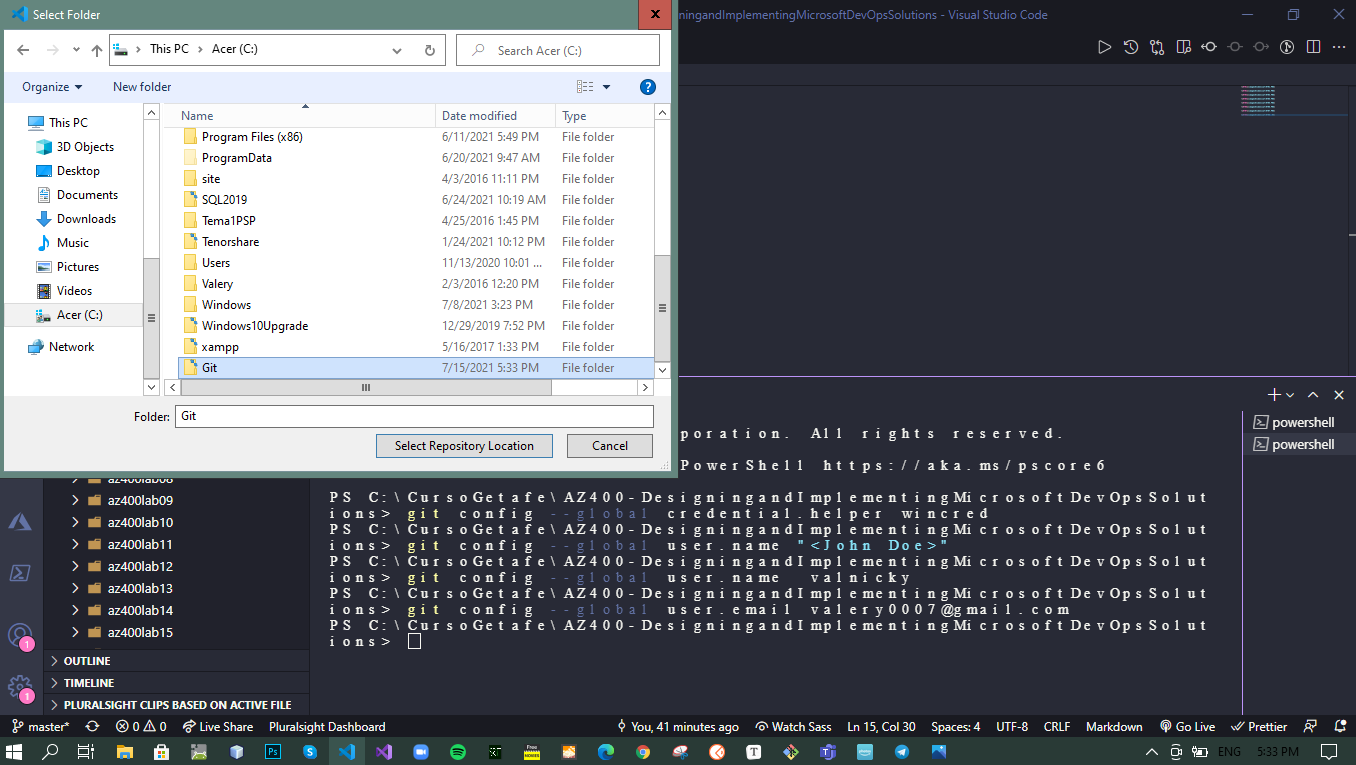 Select Folder
ningandImplementingMicrosoftDevOpsSolutions - Visual Studio Code
This PC
Acer (C:)
Search Acer (C:)
Organize
New folder
Name
Date modified
Type
This PC
3D Objects
Desktop
Documents
Downloads
Music
Pictures
Videos
Acer (C:)
Network
Program Files (x86) 6/11/2021 5:49 PM File folder
ProgramData 6/20/2021 9:47 AM File folder
site 4/3/2016 11:11 PM File folder
SQL2019 6/24/2021 10:19 AM File folder
Tema1PSP 4/25/2016 1:45 PM File folder
Tenorshare 1/24/2021 10:12 PM File folder
Users 11/13/2020 10:01 ... File folder
Valery 2/3/2016 12:20 PM File folder
Windows 7/8/2021 3:23 PM File folder
Windows10Upgrade 12/29/2019 7:52 PM File folder
xampp 5/16/2017 1:33 PM File folder
Git 7/15/2021 5:33 PM File folder
Folder: Git
Select Repository Location
Cancel
poration. All rights reserved.
PowerShell https://aka.ms/pscore6
PS C:\CursoGetafe\AZ400-DesigningandImplementingMicrosoftDevOpsSolut
ions> git config --global credential.helper wincred
PS C:\CursoGetafe\AZ400-DesigningandImplementingMicrosoftDevOpsSolut
ions> git config --global user.name "<John Doe>"
PS C:\CursoGetafe\AZ400-DesigningandImplementingMicrosoftDevOpsSolut
ions> git config --global user.name valnicky
PS C:\CursoGetafe\AZ400-DesigningandImplementingMicrosoftDevOpsSolut
ions> git config --global user.email valery0007@gmail.com
PS C:\CursoGetafe\AZ400-DesigningandImplementingMicrosoftDevOpsSolut
ions>
powershell
powershell
az400lab08
az400lab09
az400lab10
az400lab11
az400lab12
az400lab13
az400lab14
az400lab15
1
1
OUTLINE
TIMELINE
PLURALSIGHT CLIPS BASED ON ACTIVE FILE
master* 0 0 Live Share Pluralsight Dashboard You, 41 minutes ago Watch Sass Ln 15, Col 30 Spaces: 4 UTF-8 CRLF Markdown Go Live Prettier
ENG 5:33 PM